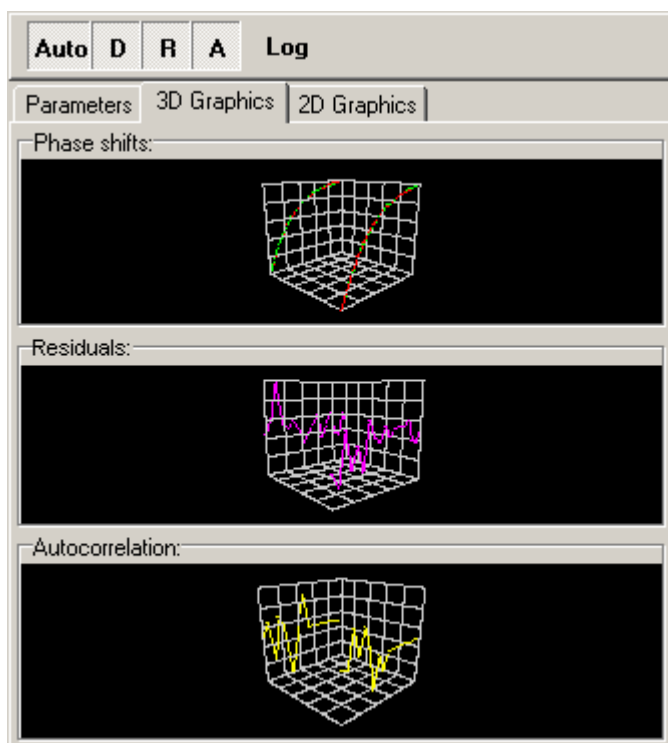 Auto D R A Log
Parameters 3D Graphics 2D Graphics
Phase shifts:
Residuals:
Autocorrelation: